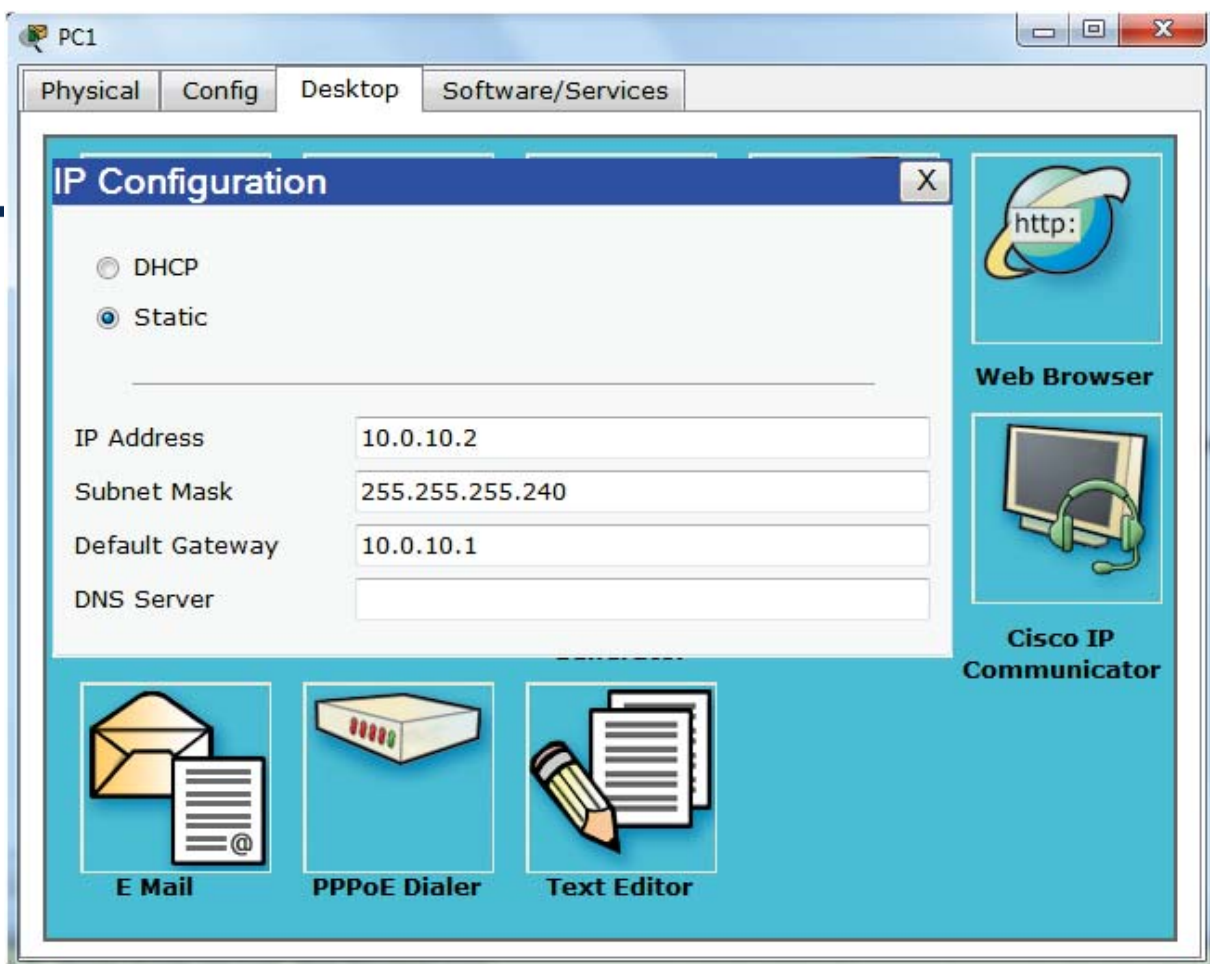 PC1
Physical Config Desktop Software/Services
IP Configuration X
http:
DHCP
Static
Web Browser
IP Address 10.0.10.2
Subnet Mask 255.255.255.240
Default Gateway 10.0.10.1
DNS Server
Cisco IP
Communicator
@
E Mail PPPoE Dialer Text Editor